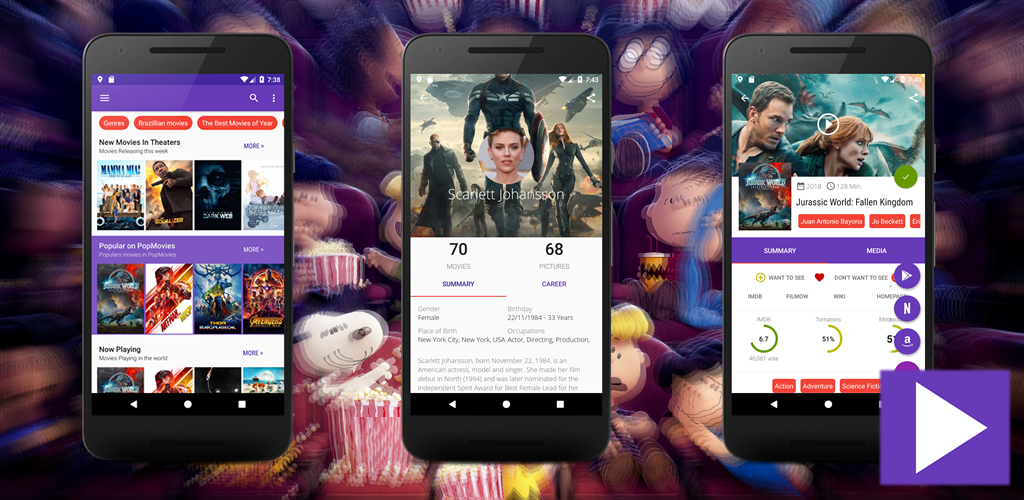 7:38
Genres
Brazillian movies
The Best Movies of Year
New Movies In Theaters
Movies Releasing this week
MORE >
MAMMA MIA!
EQUALIZER
DARK WEB
Popular on PopMovies
Populars movies in PopMovies
MORE >
JURASSIC WORLD
ANT-MAN
THOR
RAGNAROK
AVENGERS
Now Playing
Movies Playing in the world
MORE >
7:43
Scarlett Johansson
70
68
MOVIES
PICTURES
SUMMARY
CAREER
Gender
Birthday
Female
22/11/1984 - 33 Years
Place of Birth
Occupations
New York City, New York, USA
Actor, Directing, Production,
Scarlett Johansson, born November 22, 1984, is an
American actress, model and singer. She made her film
debut in North (1994) and was later nominated for the
Independent Spirit Award for Best Female Lead for her
7:40
JURASSIC WORLD
2018
128 Min.
Jurassic World: Fallen Kingdom
Juan Antonio Bayona
Jo Beckett
Eri
SUMMARY
MEDIA
WANT TO SEE
DON'T WANT TO SEE
IMDB
FILMOW
WIKI
HOMEPAGE
IMDB
Tomatoes
6.7
51%
46,081 vote
N
a
Action
Adventure
Science Fictio